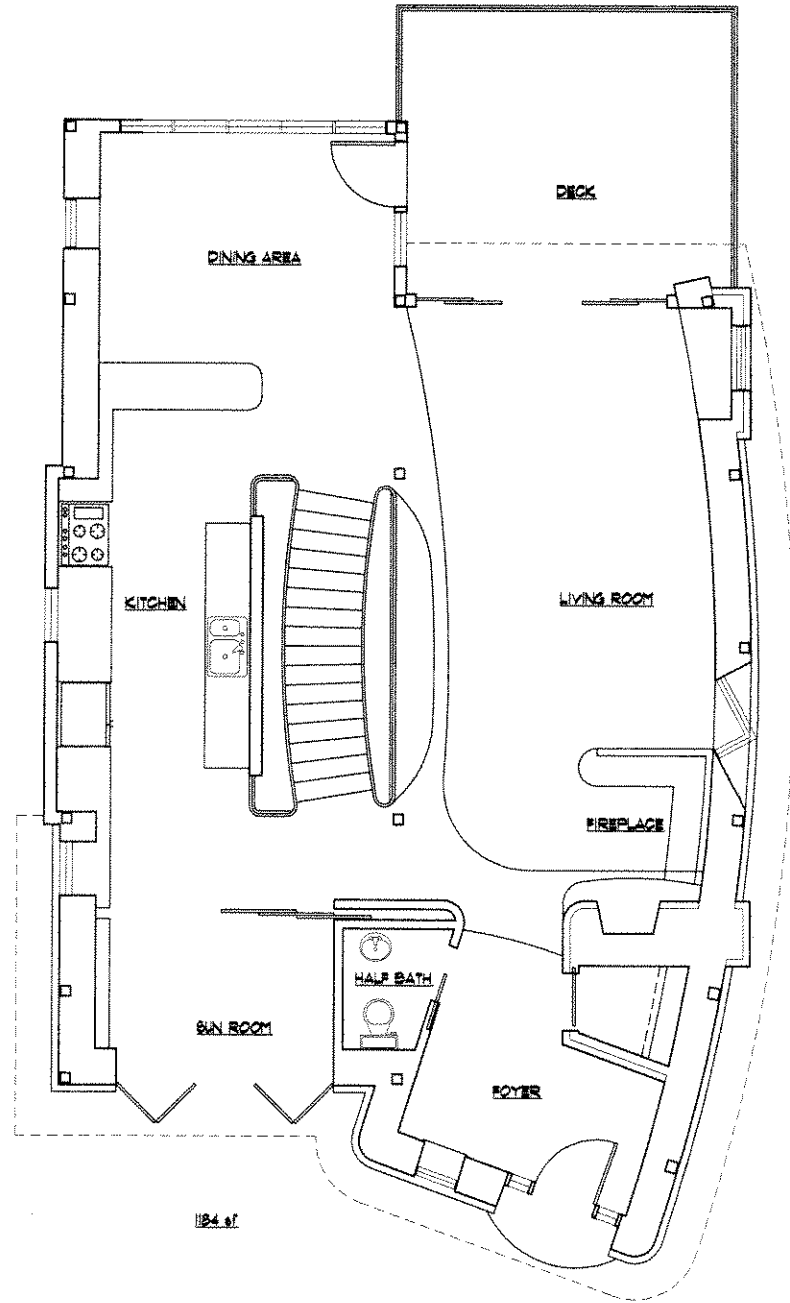 DECK
DINING AREA
KITCHEN
LIVING ROOM
FIREPLACE
HALF BATH
SUN ROOM
FOYER
1184 sf